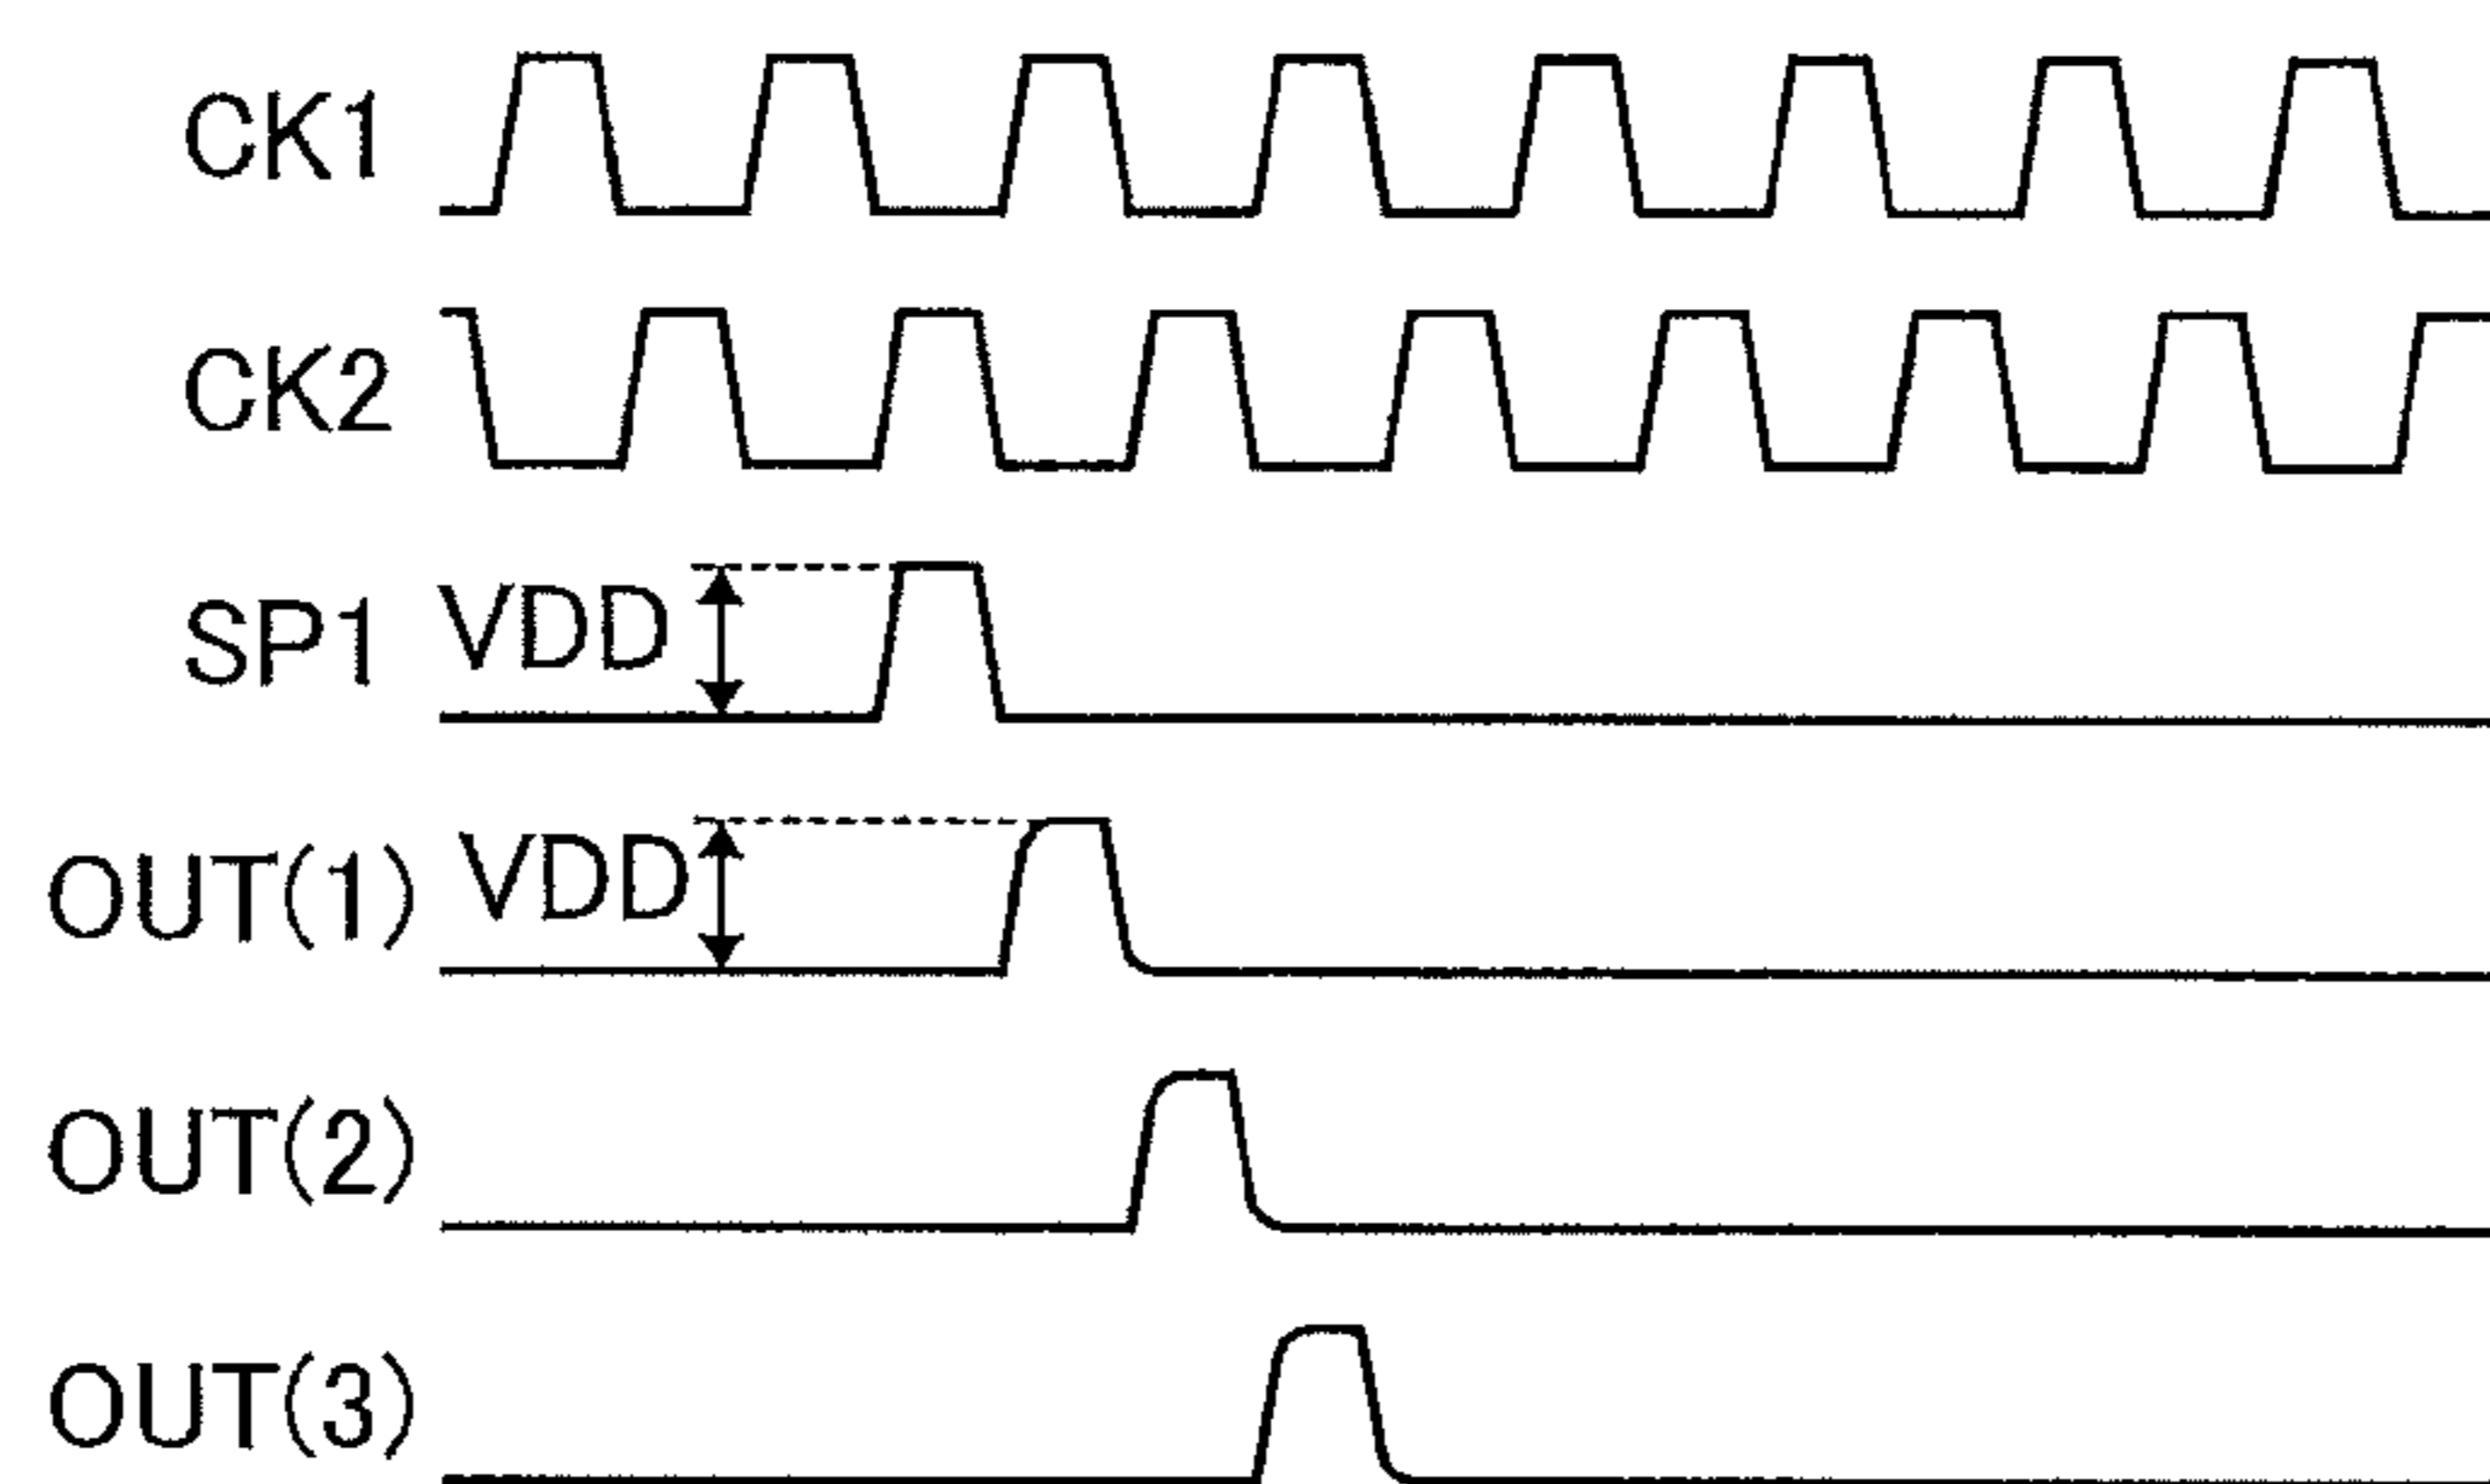 CK1
CK2
SP1 VDD
OUT(1) VDD
OUT(2)
OUT(3)